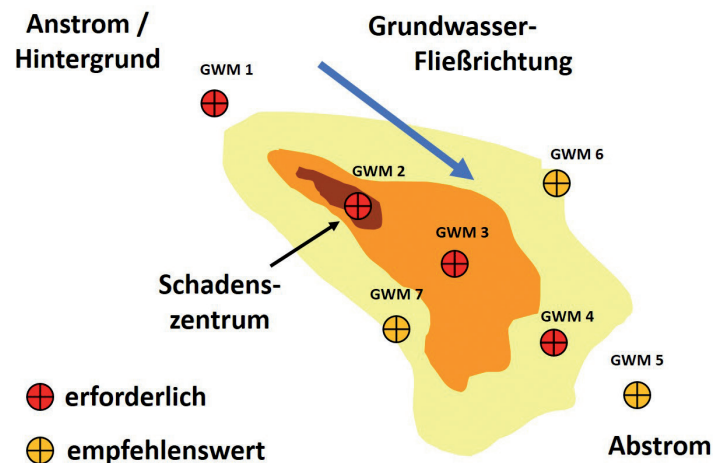 Anstrom /
Hintergrund
Grundwasser-
Fließrichtung
GWM 1
GWM 6
GWM 2
GWM 3
Schadens-
zentrum
GWM 7
GWM 4
GWM 5
erforderlich
empfehlenswert
Abstrom